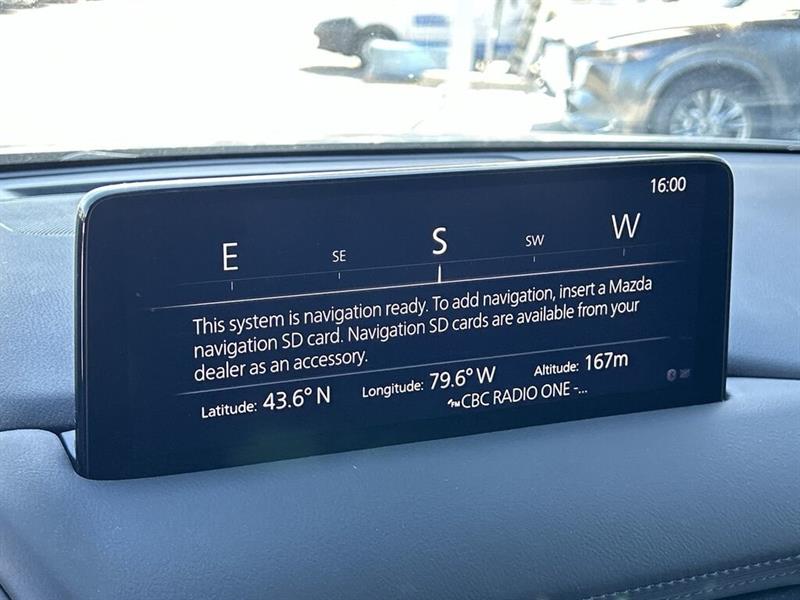 16:00
E SE S SW W
This system is navigation ready. To add navigation, insert a Mazda
navigation SD card. Navigation SD cards are available from your
dealer as an accessory.
Latitude: 43.6° N Longitude: 79.6° W Altitude: 167m
CBC RADIO ONE -...